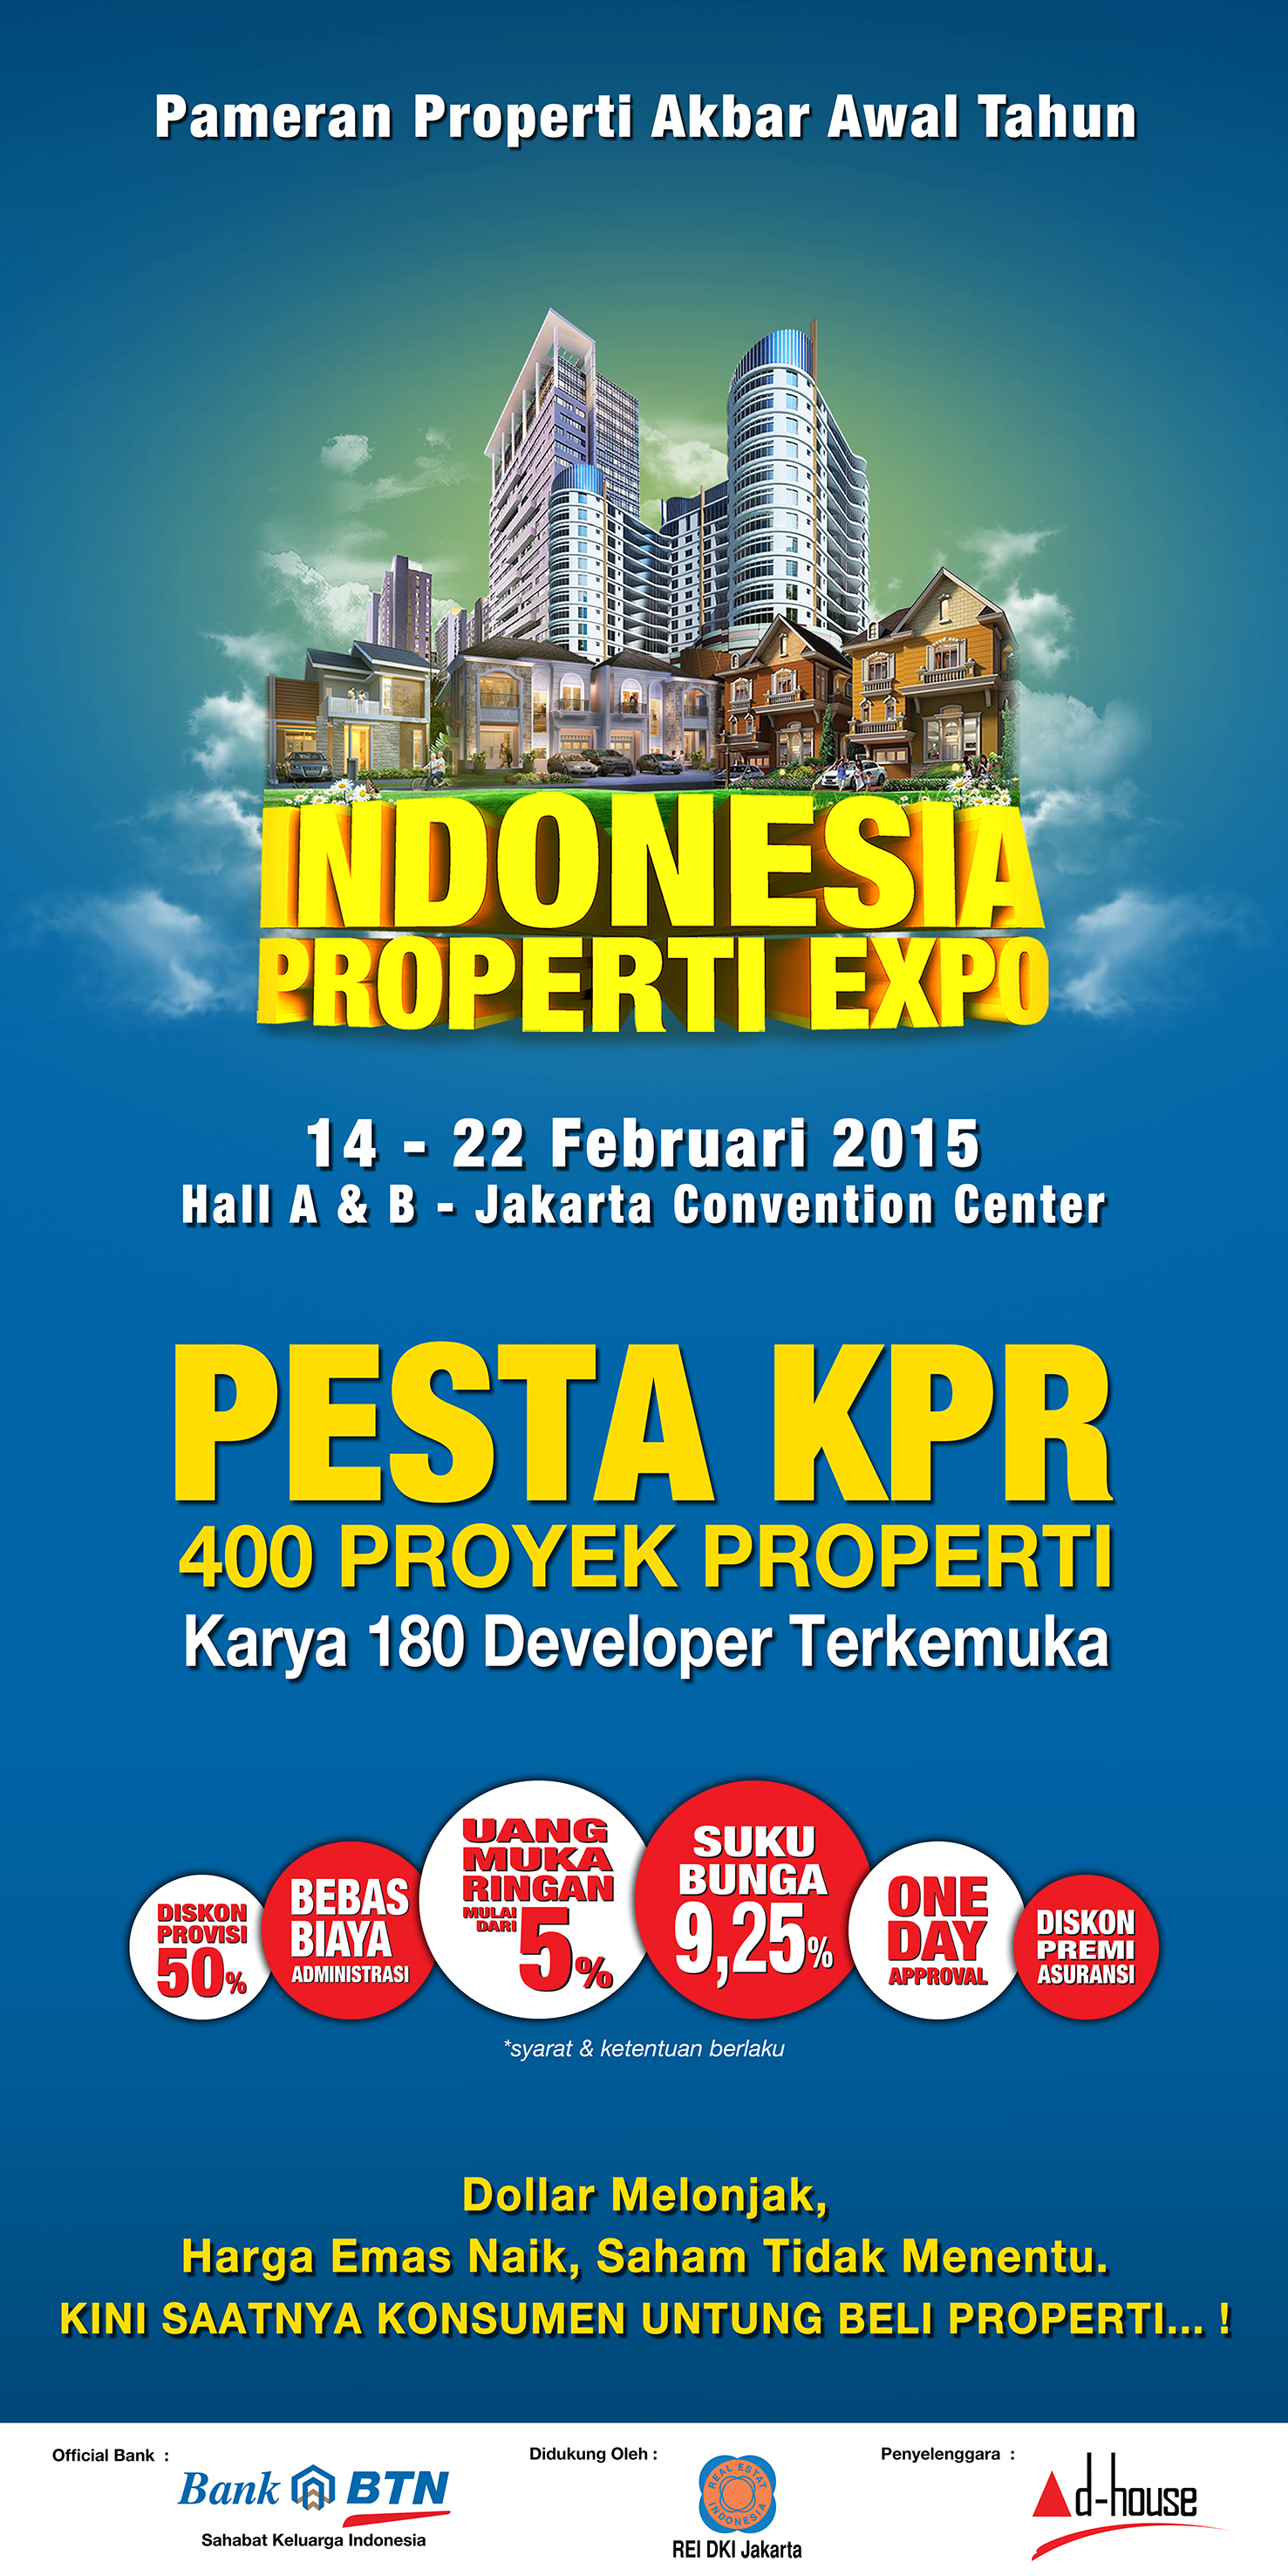 Pameran Properti Akbar Awal Tahun
INDONESIA
PROPERTI EXPO
14 - 22 Februari 2015
Hall A & B - Jakarta Convention Center
PESTA KPR
400 PROYEK PROPERTI
Karya 180 Developer Terkemuka
DISKON
PROVISI
50%
BEBAS
BIAYA
ADMINISTRASI
UANG
MUKA
RINGAN
MULAI
DARI
5%
SUKU
BUNGA
9,25%
ONE
DAY
APPROVAL
DISKON
PREMI
ASURANSI
*syarat & ketentuan berlaku
Dollar Melonjak,
Harga Emas Naik, Saham Tidak Menentu.
KINI SAATNYA KONSUMEN UNTUNG BELI PROPERTI... !
Official Bank :
Bank BTN
Sahabat Keluarga Indonesia
Didukung Oleh :
REAL ESTAT
INDONESIA
REI DKI Jakarta
Penyelenggara :
Ad-house